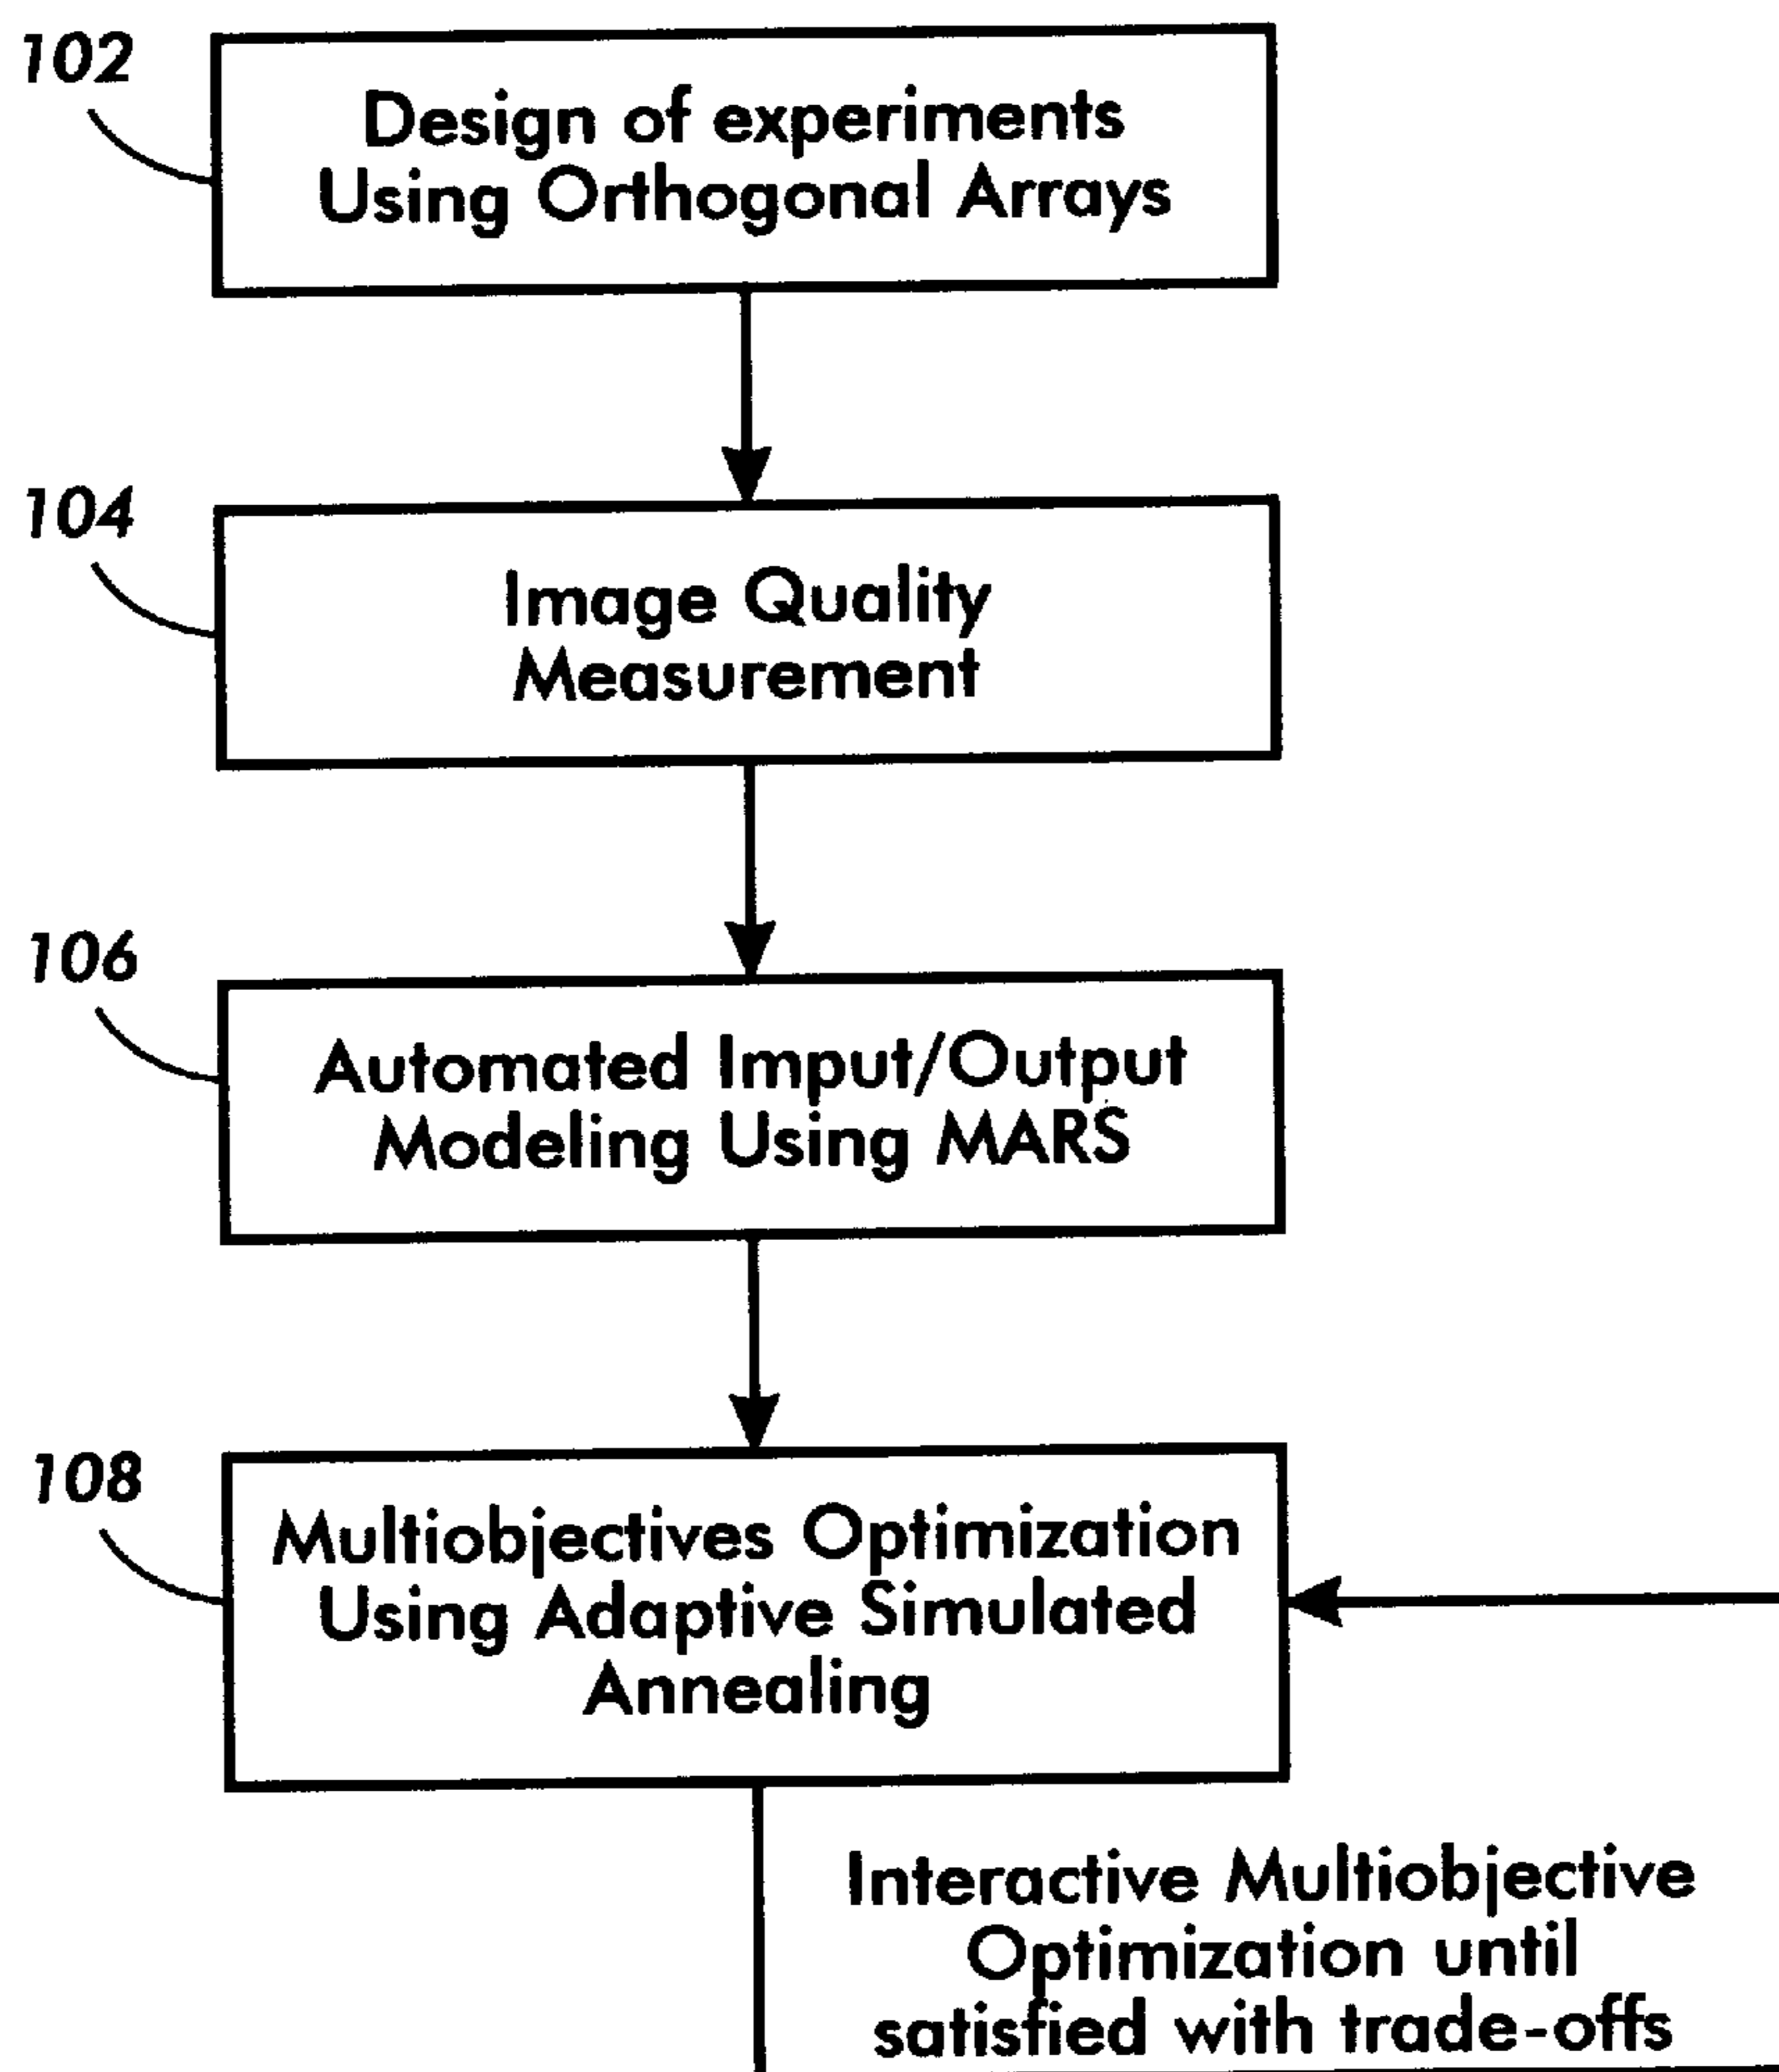 102
Design of experiments
Using Orthogonal Arrays
104
Image Quality
Measurement
106
Automated Imput/Output
Modeling Using MARS
108
Multiobjectives Optimization
Using Adaptive Simulated
Annealing
Interactive Multiobjective
Optimization until
satisfied with trade-offs